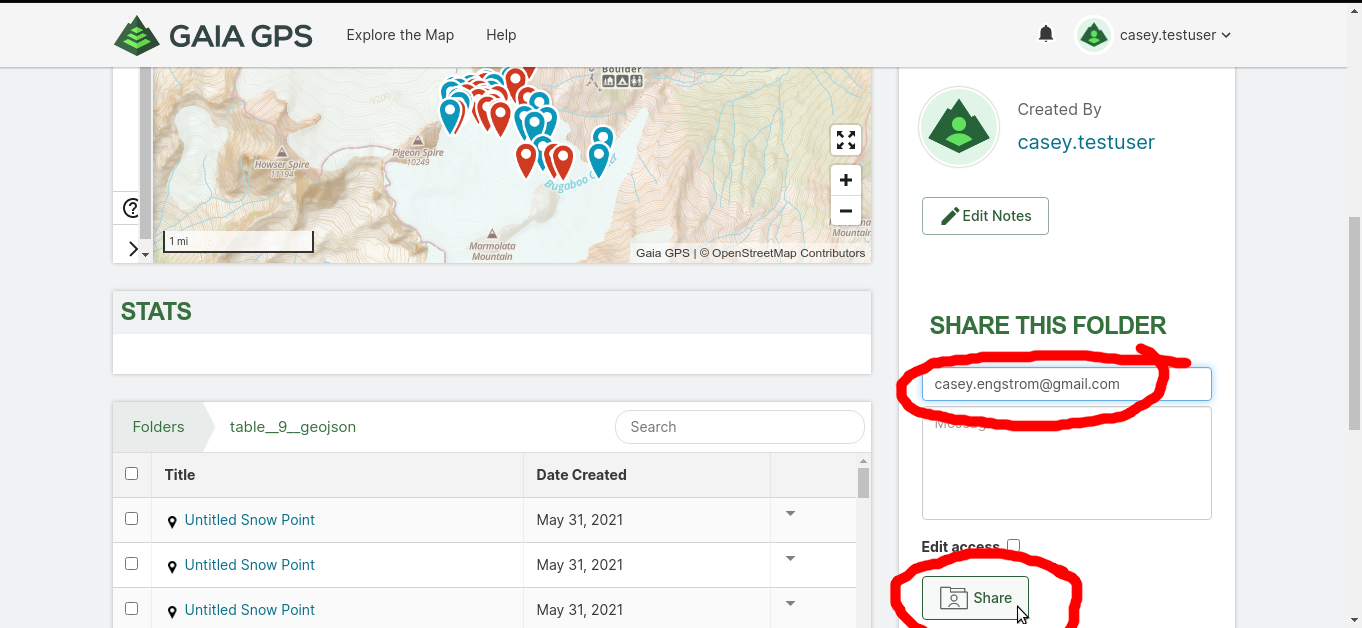 GAIA GPS
Explore the Map
Help
casey.testuser
Boulder
9200
Howser Spire
11194
Pigeon Spire
10249
Bugaboo
Marmolata
Mountain
Mountain
1 mi
Gaia GPS | © OpenStreetMap Contributors
+
−
STATS
Folders
table__9__geojson
Search
Title
Date Created
Untitled Snow Point
May 31, 2021
Untitled Snow Point
May 31, 2021
Untitled Snow Point
May 31, 2021
Created By
casey.testuser
Edit Notes
SHARE THIS FOLDER
casey.engstrom@gmail.com
Edit access
Share